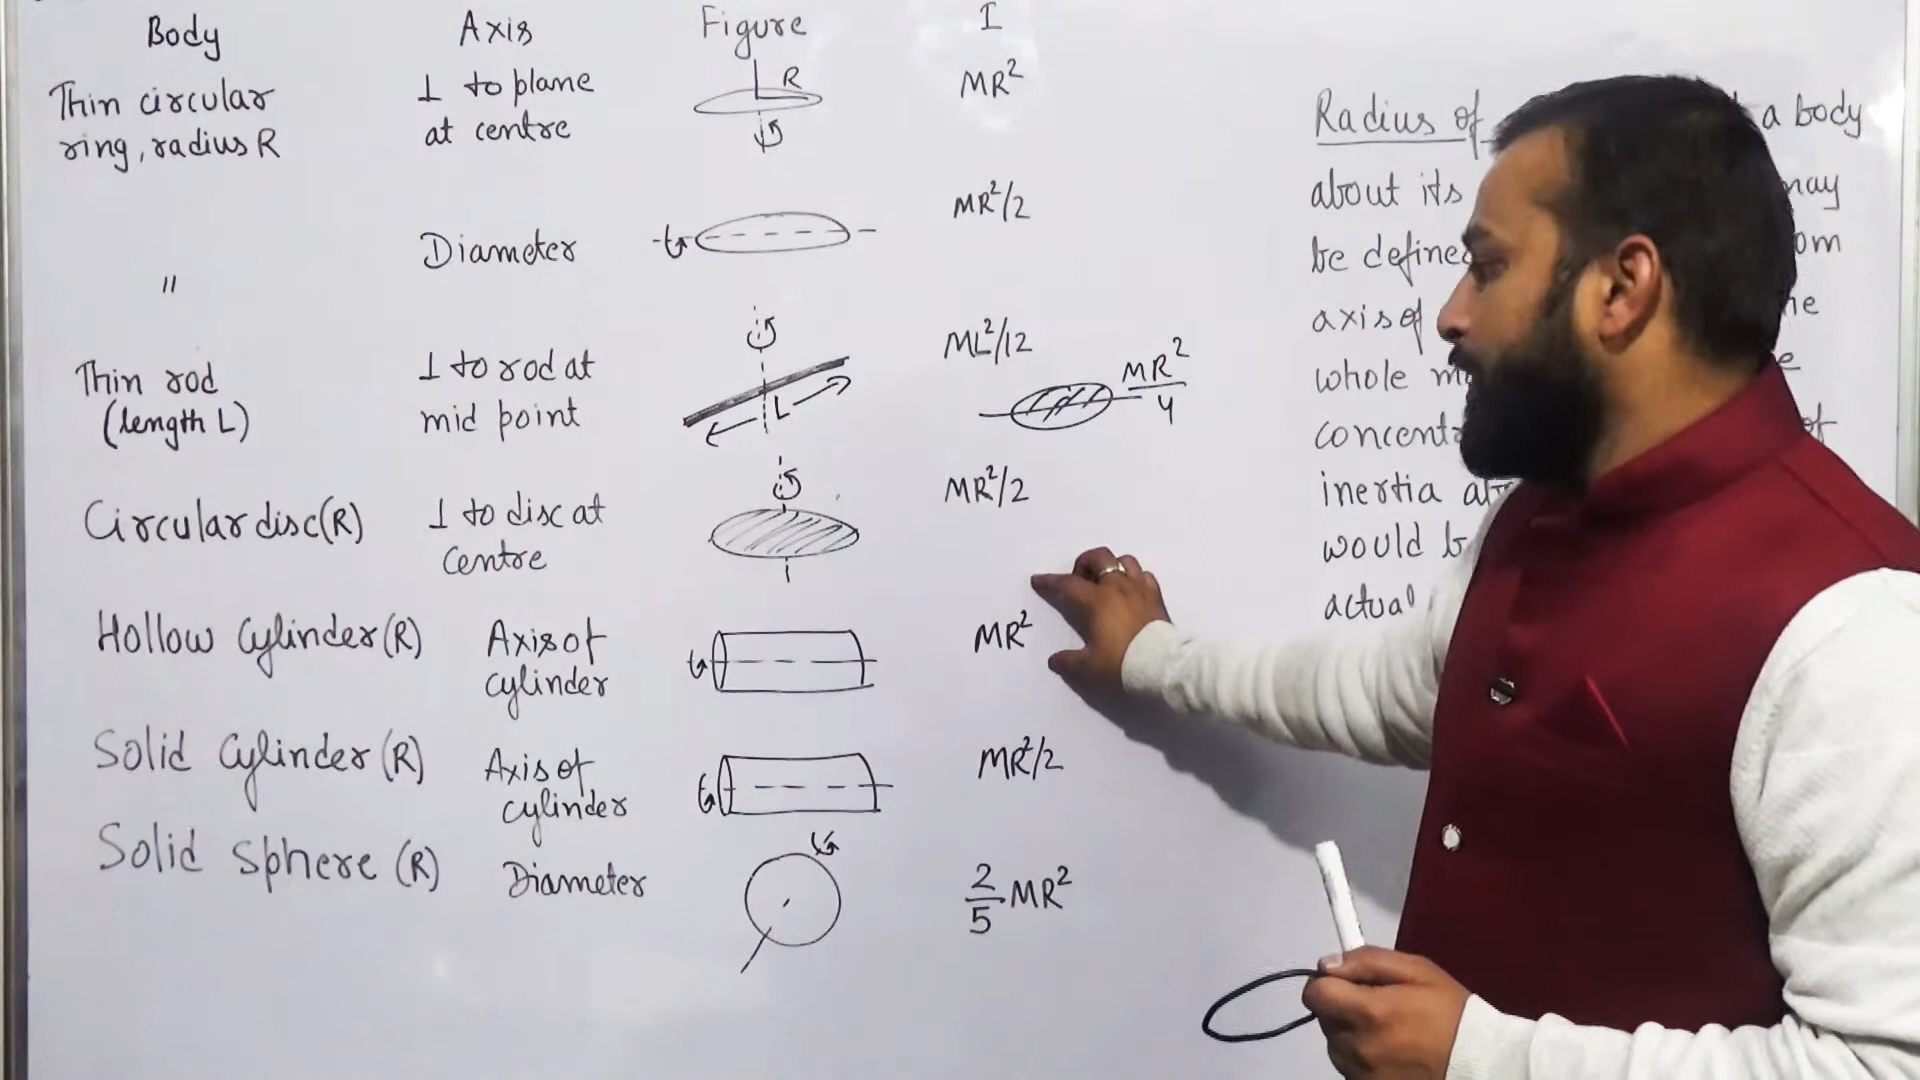 Body Axis Figure I
Thin circular ⊥ to plane R MR²
ring, radius R at centre
Diameter MR²/2
"
Thin rod ⊥ to rod at ML²/12
(length L) mid point L MR²/4
Circular disc(R) ⊥ to disc at MR²/2
Centre
Hollow Cylinder(R) Axis of MR²
cylinder
Solid Cylinder(R) Axis of MR²/2
cylinder
Solid Sphere (R) Diameter 2/5 MR²
Radius of a body
about its may
be define
axis of
whole
concent of
inertia
would
actual